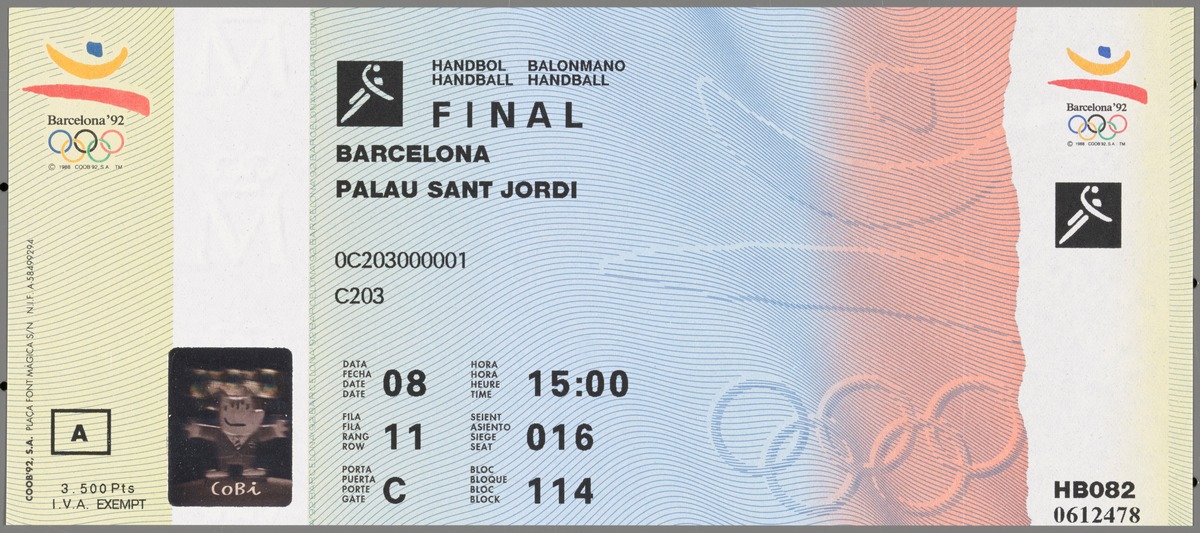 Barcelona'92
© 1988 COOB'92, S.A. TM
COOB'92, S.A. PLAÇA FONT MÀGICA S/N N.I.F. A-58499294
A
3.500 Pts
I.V.A. EXEMPT
COBi
HANDBOL BALONMANO
HANDBALL HANDBALL
FINAL
BARCELONA
PALAU SANT JORDI
0C203000001
C203
DATA
FECHA
DATE
DATE
08
HORA
HORA
HEURE
TIME
15:00
FILA
FILA
RANG
ROW
11
SEIENT
ASIENTO
SIEGE
SEAT
016
PORTA
PUERTA
PORTE
GATE
C
BLOC
BLOQUE
BLOC
BLOCK
114
Barcelona'92
© 1988 COOB'92, S.A. TM
HB082
0612478